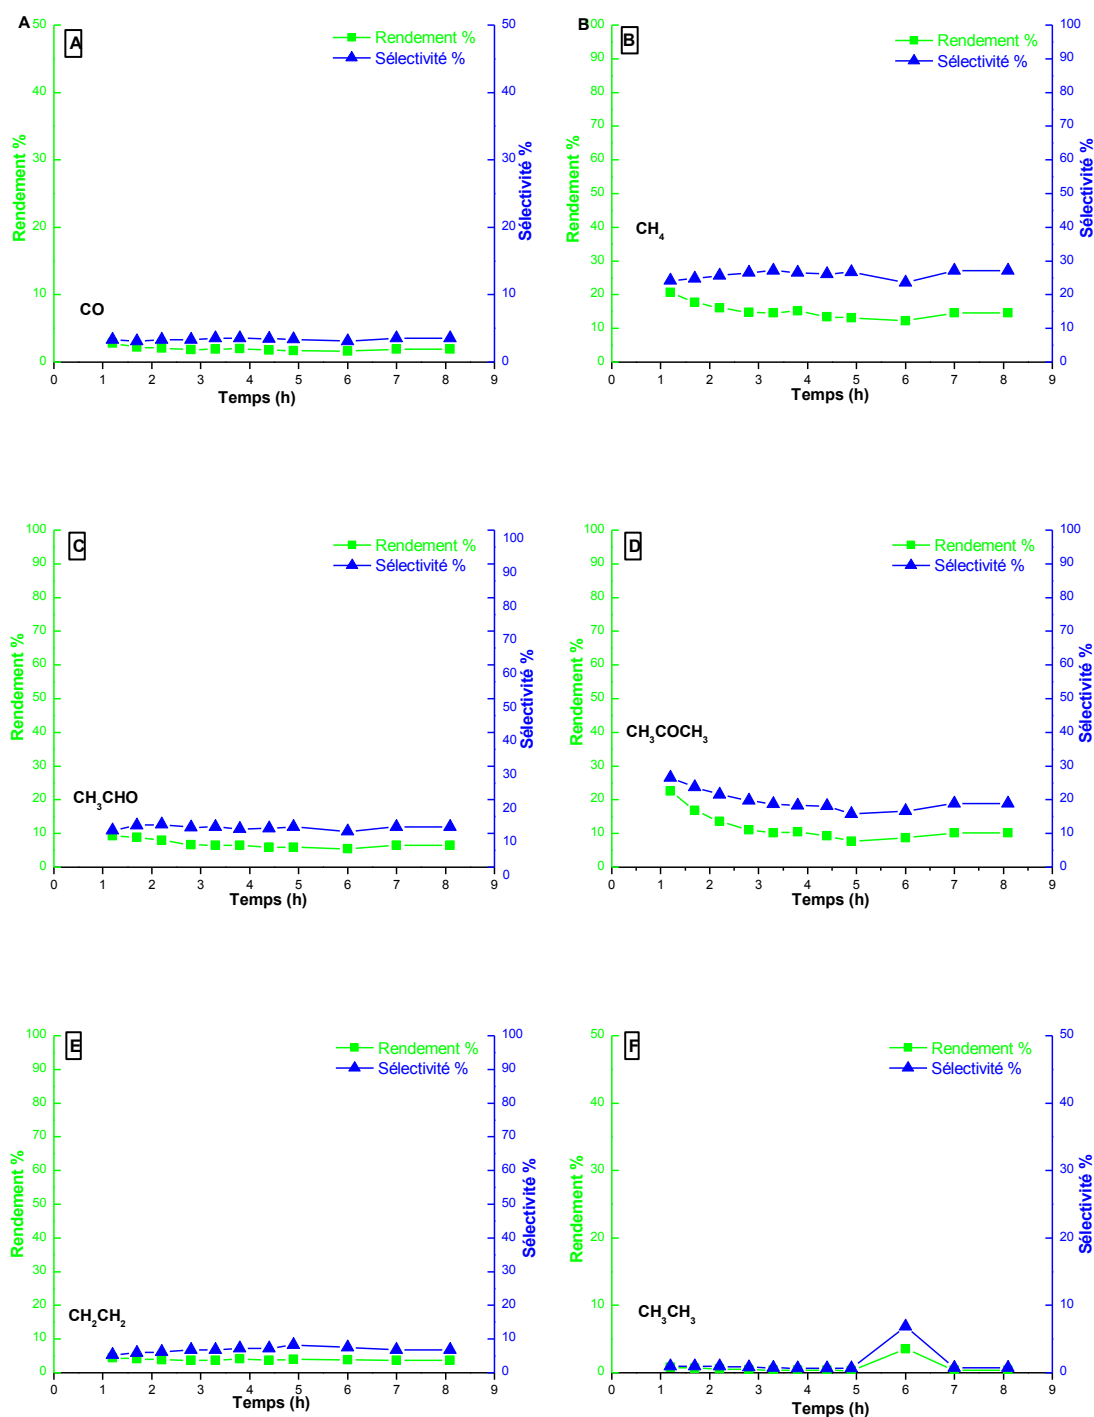 A
B
50
40
30
20
10
0
A
Rendement %
Sélectivité %
50
40
30
20
10
0
Rendement %
Sélectivité %
CO
0 1 2 3 4 5 6 7 8 9
Temps (h)
100
90
80
70
60
50
40
30
20
10
0
B
Rendement %
Sélectivité %
100
90
80
70
60
50
40
30
20
10
0
Rendement %
Sélectivité %
CH₄
0 1 2 3 4 5 6 7 8 9
Temps (h)
100
90
80
70
60
50
40
30
20
10
0
C
Rendement %
Sélectivité %
100
90
80
70
60
50
40
30
20
10
0
Rendement %
Sélectivité %
CH₃CHO
0 1 2 3 4 5 6 7 8 9
Temps (h)
100
90
80
70
60
50
40
30
20
10
0
D
Rendement %
Sélectivité %
100
90
80
70
60
50
40
30
20
10
0
Rendement %
Sélectivité %
CH₃COCH₃
0 1 2 3 4 5 6 7 8 9
Temps (h)
100
90
80
70
60
50
40
30
20
10
0
E
Rendement %
Sélectivité %
100
90
80
70
60
50
40
30
20
10
0
Rendement %
Sélectivité %
CH₂CH₂
0 1 2 3 4 5 6 7 8 9
Temps (h)
50
40
30
20
10
0
F
Rendement %
Sélectivité %
50
40
30
20
10
0
Rendement %
Sélectivité %
CH₃CH₃
0 1 2 3 4 5 6 7 8 9
Temps (h)